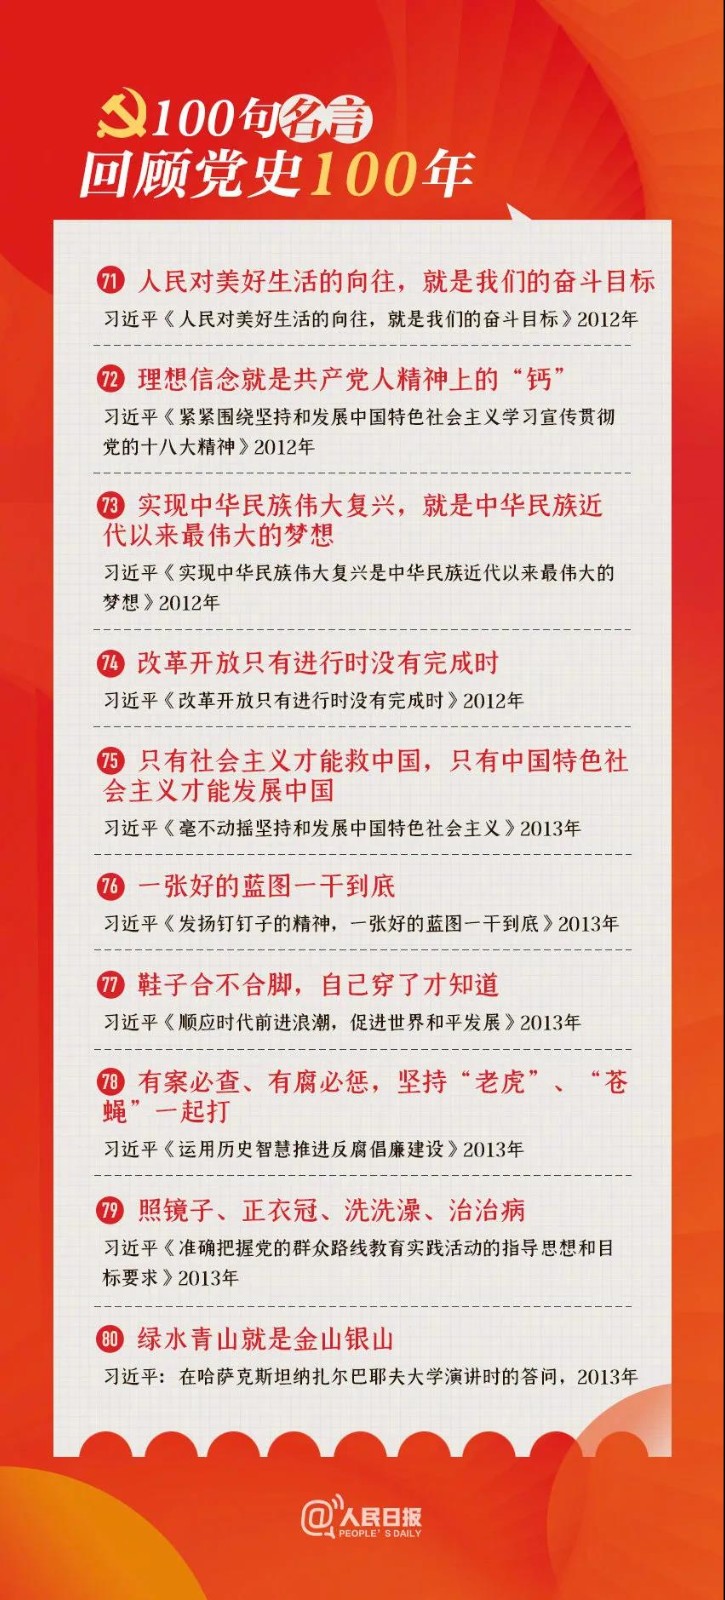 100句名言
回顾党史100年
71 人民对美好生活的向往，就是我们的奋斗目标
习近平《人民对美好生活的向往，就是我们的奋斗目标》2012年
72 理想信念就是共产党人精神上的“钙”
习近平《紧紧围绕坚持和发展中国特色社会主义学习宣传贯彻
党的十八大精神》2012年
73 实现中华民族伟大复兴，就是中华民族近
代以来最伟大的梦想
习近平《实现中华民族伟大复兴是中华民族近代以来最伟大的
梦想》2012年
74 改革开放只有进行时没有完成时
习近平《改革开放只有进行时没有完成时》2012年
75 只有社会主义才能救中国，只有中国特色社
会主义才能发展中国
习近平《毫不动摇坚持和发展中国特色社会主义》2013年
76 一张好的蓝图一干到底
习近平《发扬钉钉子的精神，一张好的蓝图一干到底》2013年
77 鞋子合不合脚，自己穿了才知道
习近平《顺应时代前进浪潮，促进世界和平发展》2013年
78 有案必查、有腐必惩，坚持“老虎”、“苍
蝇”一起打
习近平《运用历史智慧推进反腐倡廉建设》2013年
79 照镜子、正衣冠、洗洗澡、治治病
习近平《准确把握党的群众路线教育实践活动的指导思想和目
标要求》2013年
80 绿水青山就是金山银山
习近平：在哈萨克斯坦纳扎尔巴耶夫大学演讲时的答问，2013年
@人民日报
PEOPLE'S DAILY